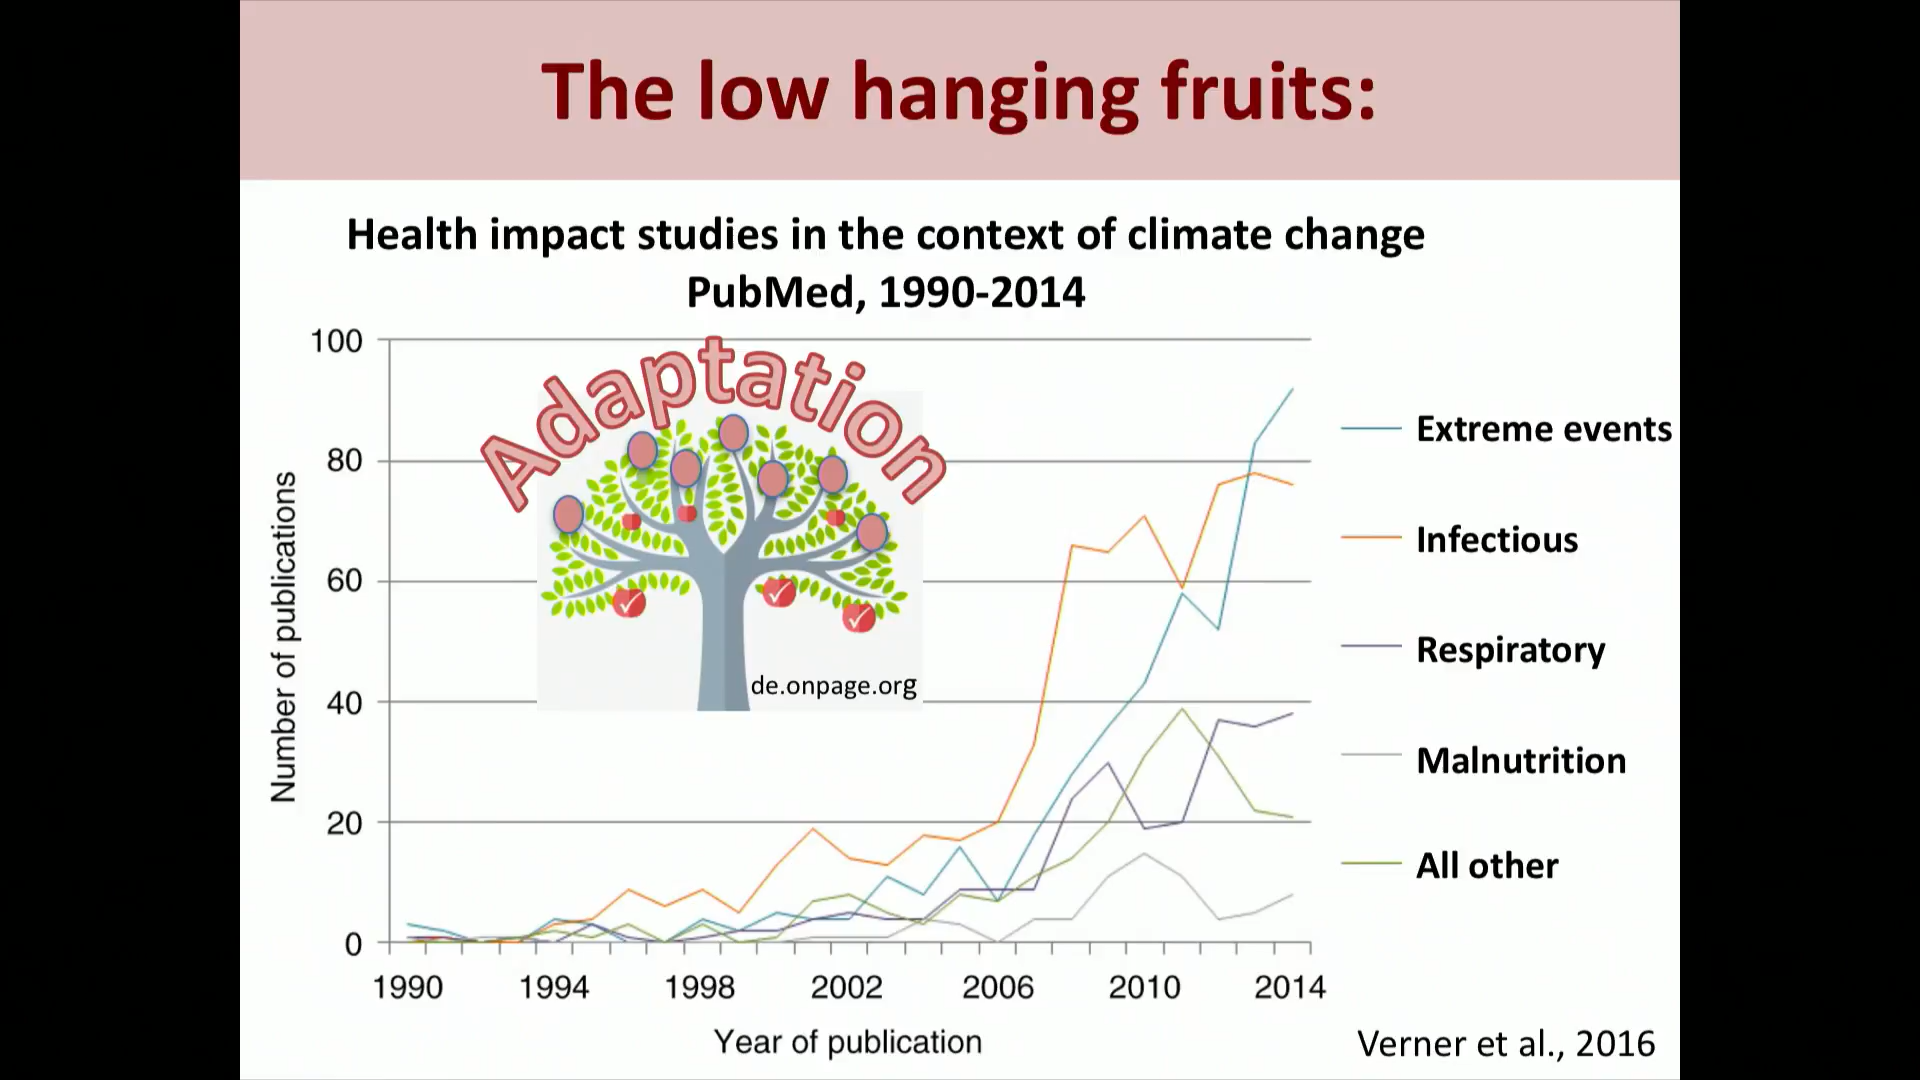 The low hanging fruits:
Health impact studies in the context of climate change
PubMed, 1990-2014
Adaptation
de.onpage.org
Number of publications
100
80
60
40
20
0
1990 1994 1998 2002 2006 2010 2014
Year of publication
Extreme events
Infectious
Respiratory
Malnutrition
All other
Verner et al., 2016